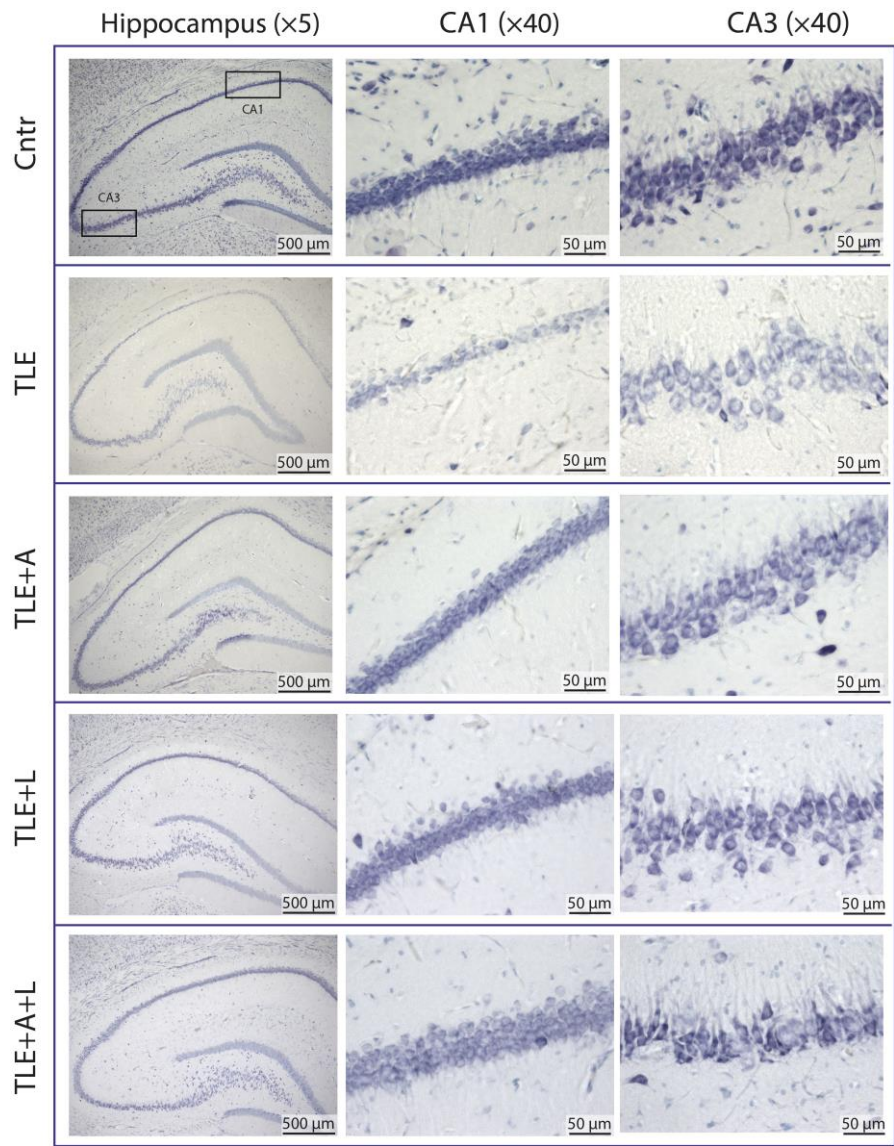 Hippocampus (×5) CA1 (×40) CA3 (×40)
Cntr
CA1
CA3
500 µm
50 µm
50 µm
TLE
500 µm
50 µm
50 µm
TLE+A
500 µm
50 µm
50 µm
TLE+L
500 µm
50 µm
50 µm
TLE+A+L
500 µm
50 µm
50 µm